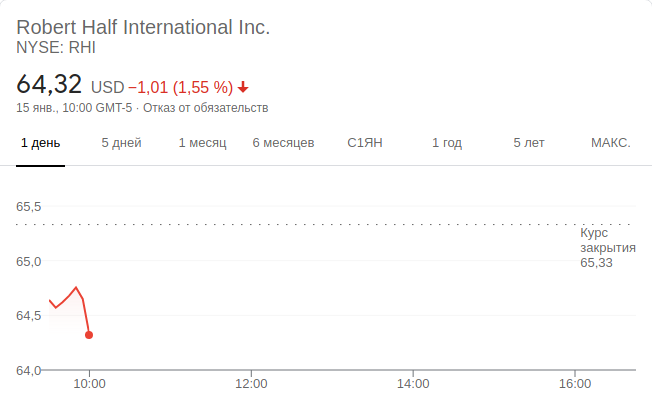 Robert Half International Inc.
NYSE: RHI
64,32 USD −1,01 (1,55 %)
15 янв., 10:00 GMT-5 · Отказ от обязательств
1 день 5 дней 1 месяц 6 месяцев С1ЯН 1 год 5 лет МАКС.
65,5
Курс
закрытия
65,33
65,0
64,5
64,0
10:00 12:00 14:00 16:00